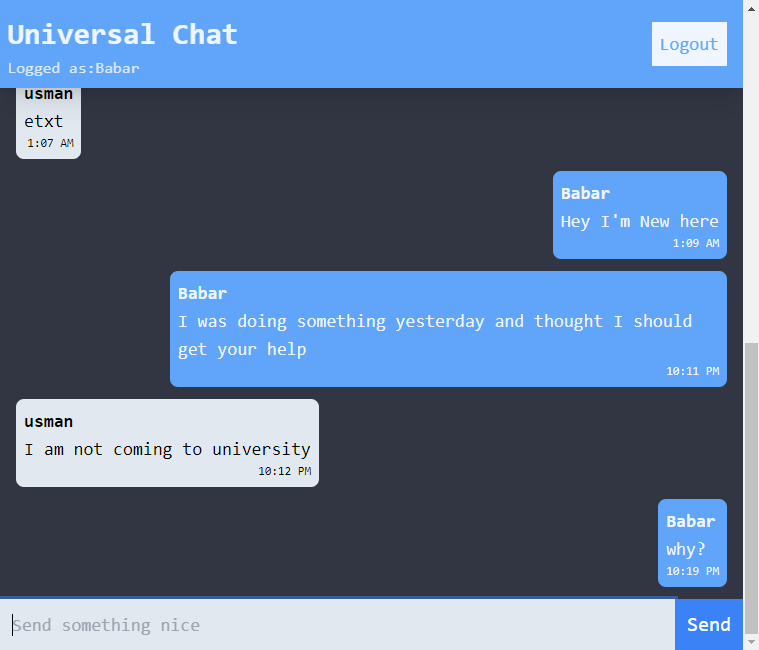 Universal Chat
Logged as:Babar
Logout
usman
etxt
1:07 AM
Babar
Hey I'm New here
1:09 AM
Babar
I was doing something yesterday and thought I should
get your help
10:11 PM
usman
I am not coming to university
10:12 PM
Babar
why?
10:19 PM
Send something nice
Send